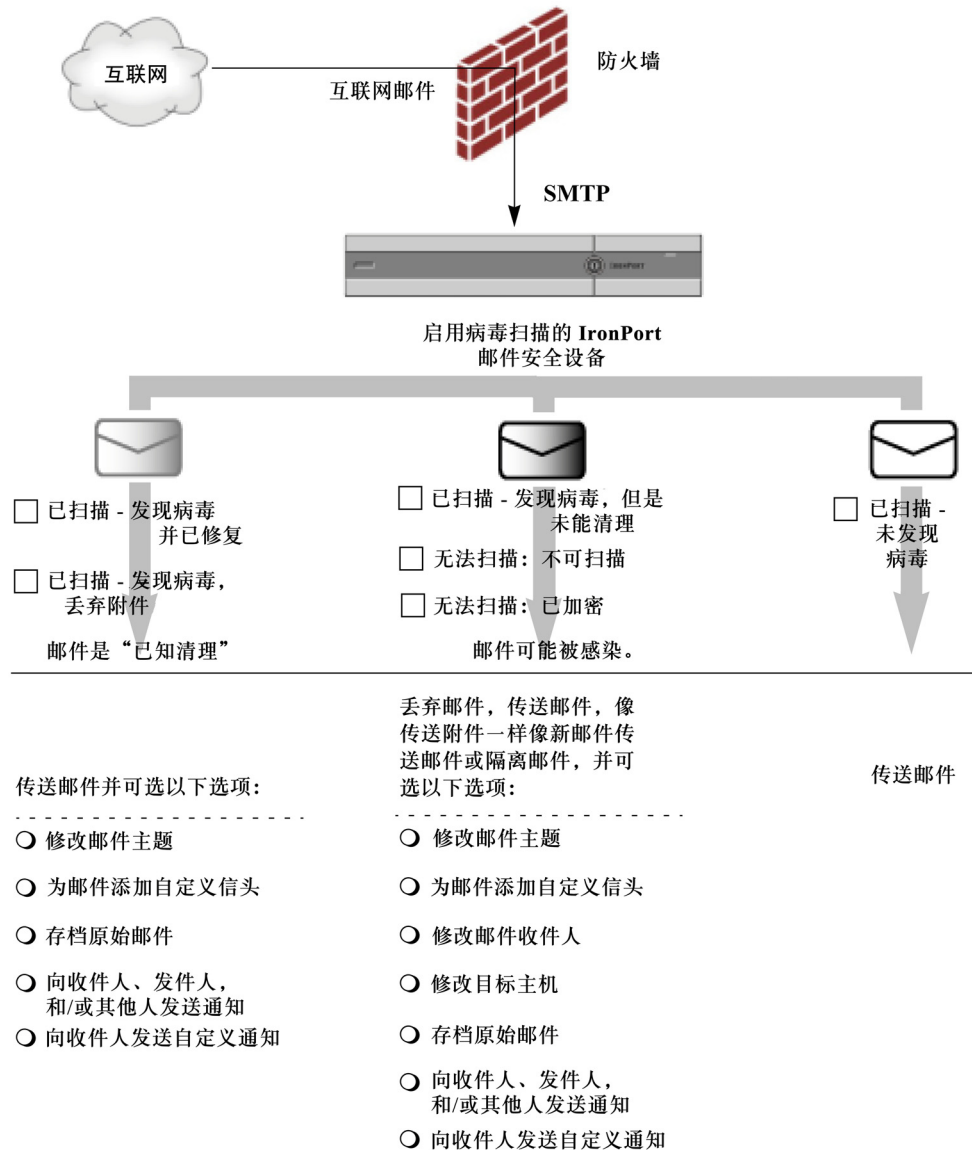 互联网
防火墙
互联网邮件
SMTP
IRONPORT
启用病毒扫描的 IronPort
邮件安全设备
已扫描 - 发现病毒
并已修复
已扫描 - 发现病毒，
丢弃附件
邮件是“已知清理”
已扫描 - 发现病毒，但是
未能清理
无法扫描：不可扫描
无法扫描：已加密
邮件可能被感染。
已扫描 -
未发现
病毒
传送邮件并可选以下选项：
修改邮件主题
为邮件添加自定义信头
存档原始邮件
向收件人、发件人，
和/或其他人发送通知
向收件人发送自定义通知
丢弃邮件，传送邮件，像
传送附件一样像新邮件传
送邮件或隔离邮件，并可
选以下选项：
修改邮件主题
为邮件添加自定义信头
修改邮件收件人
修改目标主机
存档原始邮件
向收件人、发件人，
和/或其他人发送通知
向收件人发送自定义通知
传送邮件